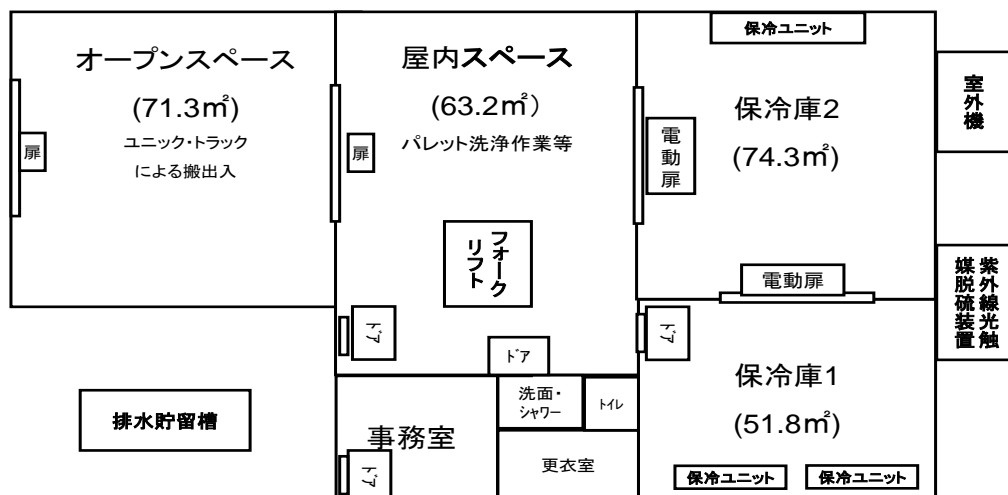 オープンスペース
(71.3㎡)
ユニック・トラック
による搬出入
扉
屋内スペース
(63.2㎡)
パレット洗浄作業等
扉
フォーク
リフト
ドア
ドア
保冷ユニット
保冷庫2
(74.3㎡)
電動扉
電動扉
室外機
紫外線光触
媒脱硫装置
ドア
保冷庫1
(51.8㎡)
保冷ユニット
保冷ユニット
排水貯留槽
事務室
ドア
洗面・
シャワー
トイレ
更衣室